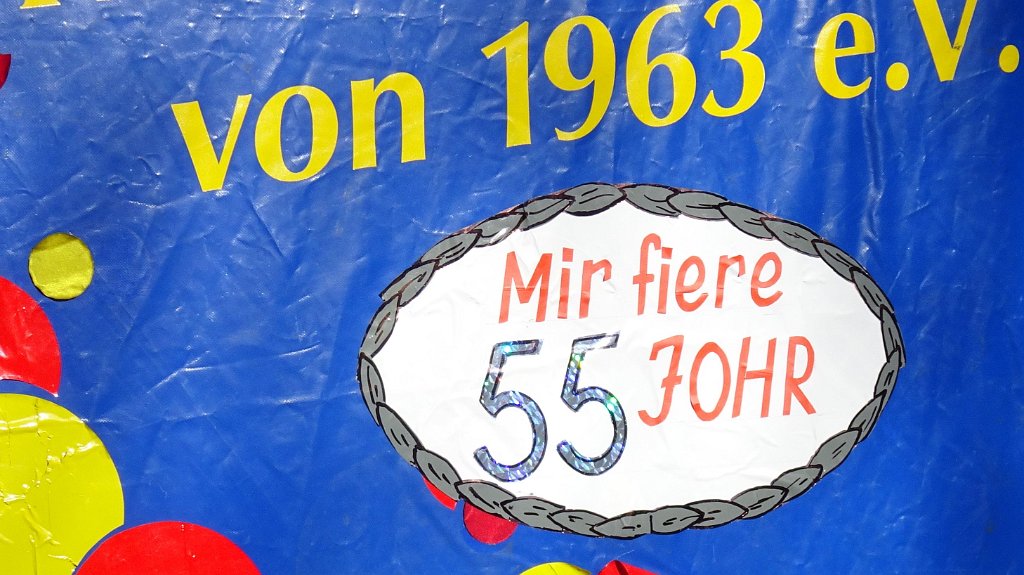 von 1963 e.V.
Mir fiere
55 JOHR